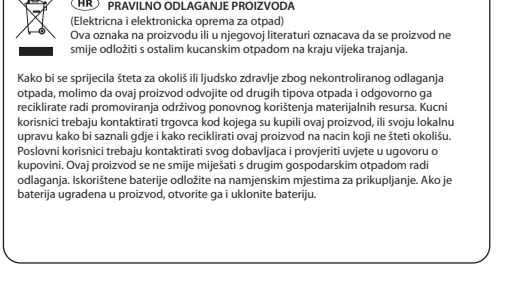 HR PRAVILNO ODLAGANJE PROIZVODA
(Elektricna i elektronicka oprema za otpad)
Ova oznaka na proizvodu ili u njegovoj literaturi oznacava da se proizvod ne
smije odložiti s ostalim kucanskim otpadom na kraju vijeka trajanja.
Kako bi se sprijecila šteta za okoliš ili ljudsko zdravlje zbog nekontroliranog odlaganja
otpada, molimo da ovaj proizvod odvojite od drugih tipova otpada i odgovorno ga
reciklirate radi promoviranja održivog ponovnog korištenja materijalnih resursa. Kucni
korisnici trebaju kontaktirati trgovca kod kojega su kupili ovaj proizvod, ili svoju lokalnu
upravu kako bi saznali gdje i kako reciklirati ovaj proizvod na nacin koji ne šteti okolišu.
Poslovni korisnici trebaju kontaktirati svog dobavljaca i provjeriti uvjete u ugovoru o
kupovini. Ovaj proizvod se ne smije miješati s drugim gospodarskim otpadom radi
odlaganja. Iskorištene baterije odložite na namjenskim mjestima za prikupljanje. Ako je
baterija ugradena u proizvod, otvorite ga i uklonite bateriju.